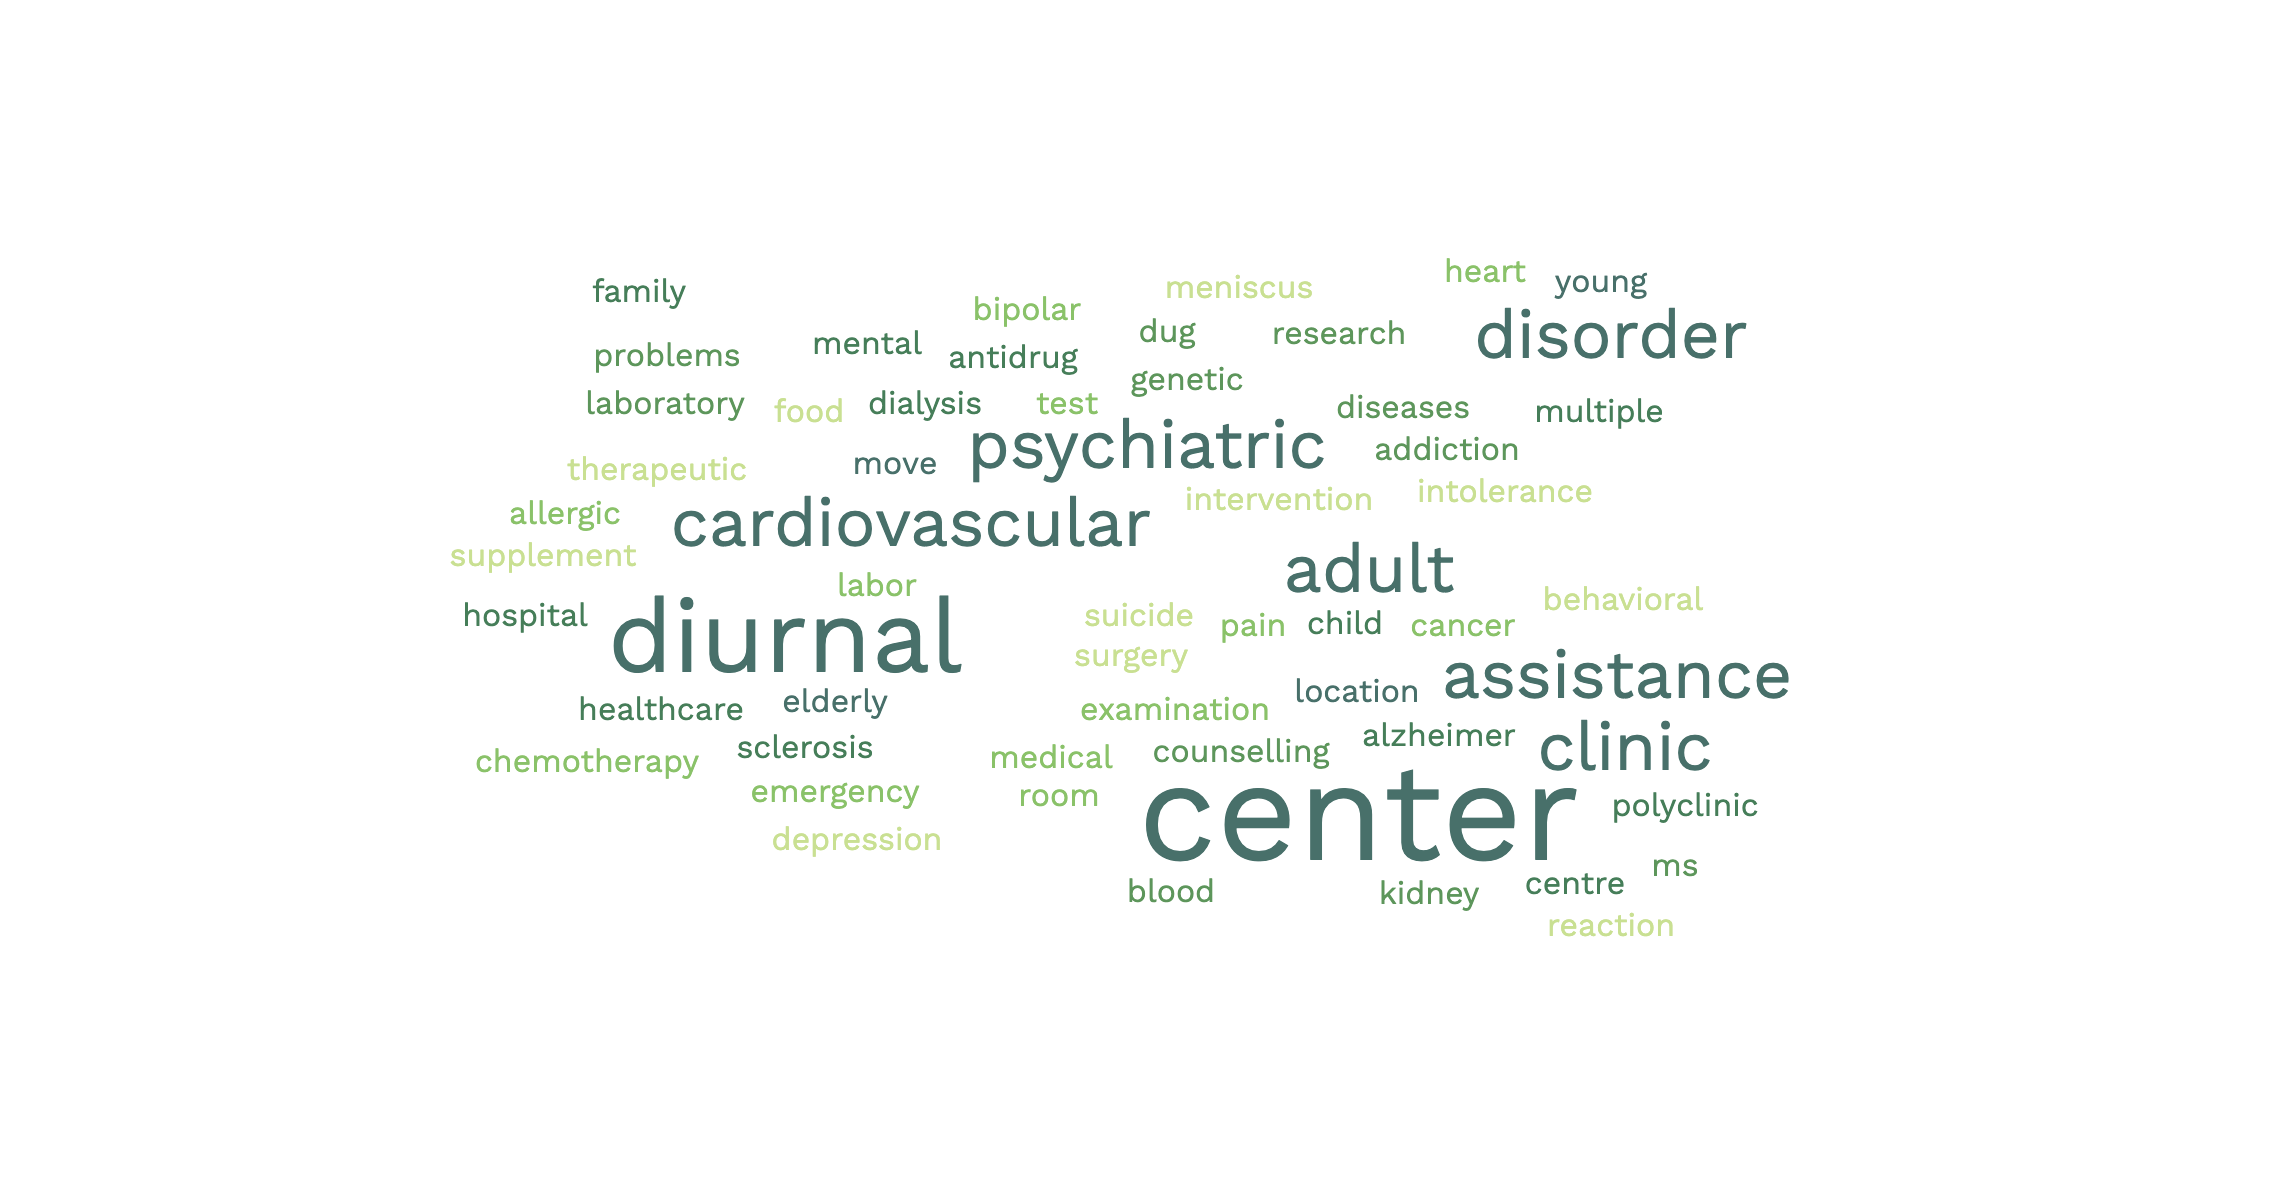 heart
family
young
meniscus
bipolar
dug
research
disorder
mental
problems
antidrug
genetic
laboratory
food
dialysis
test
diseases
multiple
psychiatric
addiction
therapeutic
move
intervention
intolerance
allergic
cardiovascular
supplement
adult
labor
behavioral
hospital
diurnal
suicide
pain
child
cancer
surgery
assistance
healthcare
elderly
examination
location
chemotherapy
sclerosis
medical
counselling
alzheimer
clinic
emergency
room
center
polyclinic
depression
ms
blood
kidney
centre
reaction